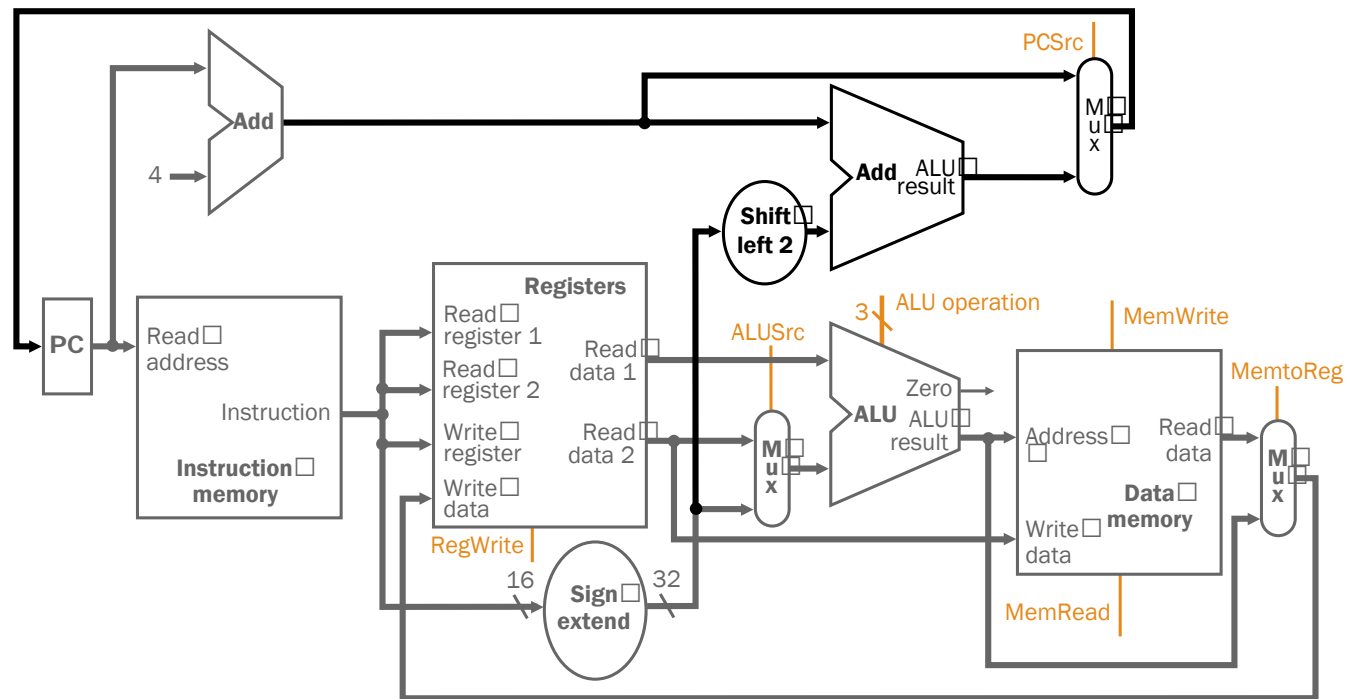 PCSrc
M
u
x
Add
4
Add
ALU
result
Shift
left 2
Registers
Read
register 1
Read
register 2
Write
register
Write
data
Read
data 1
Read
data 2
PC
Read
address
Instruction
Instruction
memory
RegWrite
16
Sign
extend
32
ALUSrc
M
u
x
3
ALU operation
Zero
ALU
ALU
result
MemWrite
Address
Read
data
Data
memory
Write
data
MemRead
MemtoReg
M
u
x